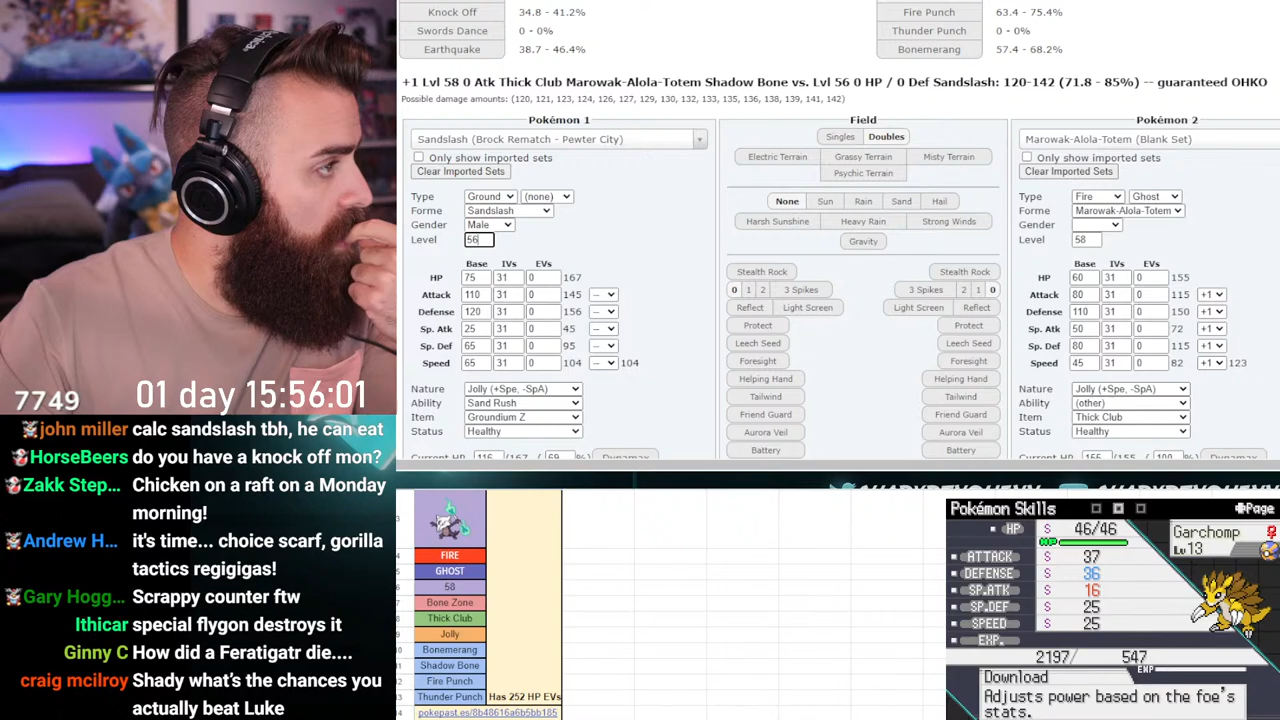 Knock Off 34.8 - 41.2% Fire Punch 63.4 - 75.4%
Swords Dance 0 - 0% Thunder Punch 0 - 0%
Earthquake 38.7 - 46.4% Bonemerang 57.4 - 68.2%
+1 Lvl 58 0 Atk Thick Club Marowak-Alola-Totem Shadow Bone vs. Lvl 56 0 HP / 0 Def Sandslash: 120-142 (71.8 - 85%) -- guaranteed OHKO
Possible damage amounts: (120, 121, 123, 124, 126, 127, 129, 130, 132, 133, 135, 136, 138, 139, 141, 142)
Pokémon 1
Sandslash (Brock Rematch - Pewter City)
Only show imported sets
Clear Imported Sets
Type Ground (none)
Forme Sandslash
Gender Male
Level 56
Base IVs EVs
HP 75 31 0 167
Attack 110 31 0 145 --
Defense 120 31 0 156 --
Sp. Atk 25 31 0 45 --
Sp. Def 65 31 0 95 --
Speed 65 31 0 104 -- 104
Nature Jolly (+Spe, -SpA)
Ability Sand Rush
Item Groundium Z
Status Healthy
Current HP 116 /167 ( 69 %) Dynamax
Field
Singles Doubles
Electric Terrain Grassy Terrain Misty Terrain
Psychic Terrain
None Sun Rain Sand Hail
Harsh Sunshine Heavy Rain Strong Winds
Gravity
Stealth Rock Stealth Rock
0 1 2 3 Spikes 3 Spikes 2 1 0
Reflect Light Screen Light Screen Reflect
Protect Protect
Leech Seed Leech Seed
Foresight Foresight
Helping Hand Helping Hand
Tailwind Tailwind
Friend Guard Friend Guard
Aurora Veil Aurora Veil
Battery Battery
Pokémon 2
Marowak-Alola-Totem (Blank Set)
Only show imported sets
Clear Imported Sets
Type Fire Ghost
Forme Marowak-Alola-Totem
Gender
Level 58
Base IVs EVs
HP 60 31 0 155
Attack 80 31 0 115 +1
Defense 110 31 0 150 +1
Sp. Atk 50 31 0 72 +1
Sp. Def 80 31 0 115 +1
Speed 45 31 0 82 +1 123
Nature Jolly (+Spe, -SpA)
Ability (other)
Item Thick Club
Status Healthy
Current HP 155 /155 ( 100 %) Dynamax
7749 01 day 15:56:01
john miller calc sandslash tbh, he can eat
HorseBeers do you have a knock off mon?
Zakk Step... Chicken on a raft on a Monday
morning!
Andrew H... it's time... choice scarf, gorilla
tactics regigigas!
Gary Hogg... Scrappy counter ftw
Ithicar special flygon destroys it
Ginny C How did a Feratigatr die....
craig mcilroy Shady what's the chances you
actually beat Luke
FIRE
GHOST
58
Bone Zone
Thick Club
Jolly
10 Bonemerang
11 Shadow Bone
12 Fire Punch
13 Thunder Punch Has 252 HP EVs
14 pokepast.es/8b48616a6b5bb185
Pokémon Skills Page
HP S 46/46
HP
ATTACK S 37
DEFENSE S 36
SP.ATK S 16
SP.DEF S 25
SPEED S 25
EXP.
2197/ 547
EXP
Garchomp
Lv13
Download
Adjusts power based on the foe's
stats.